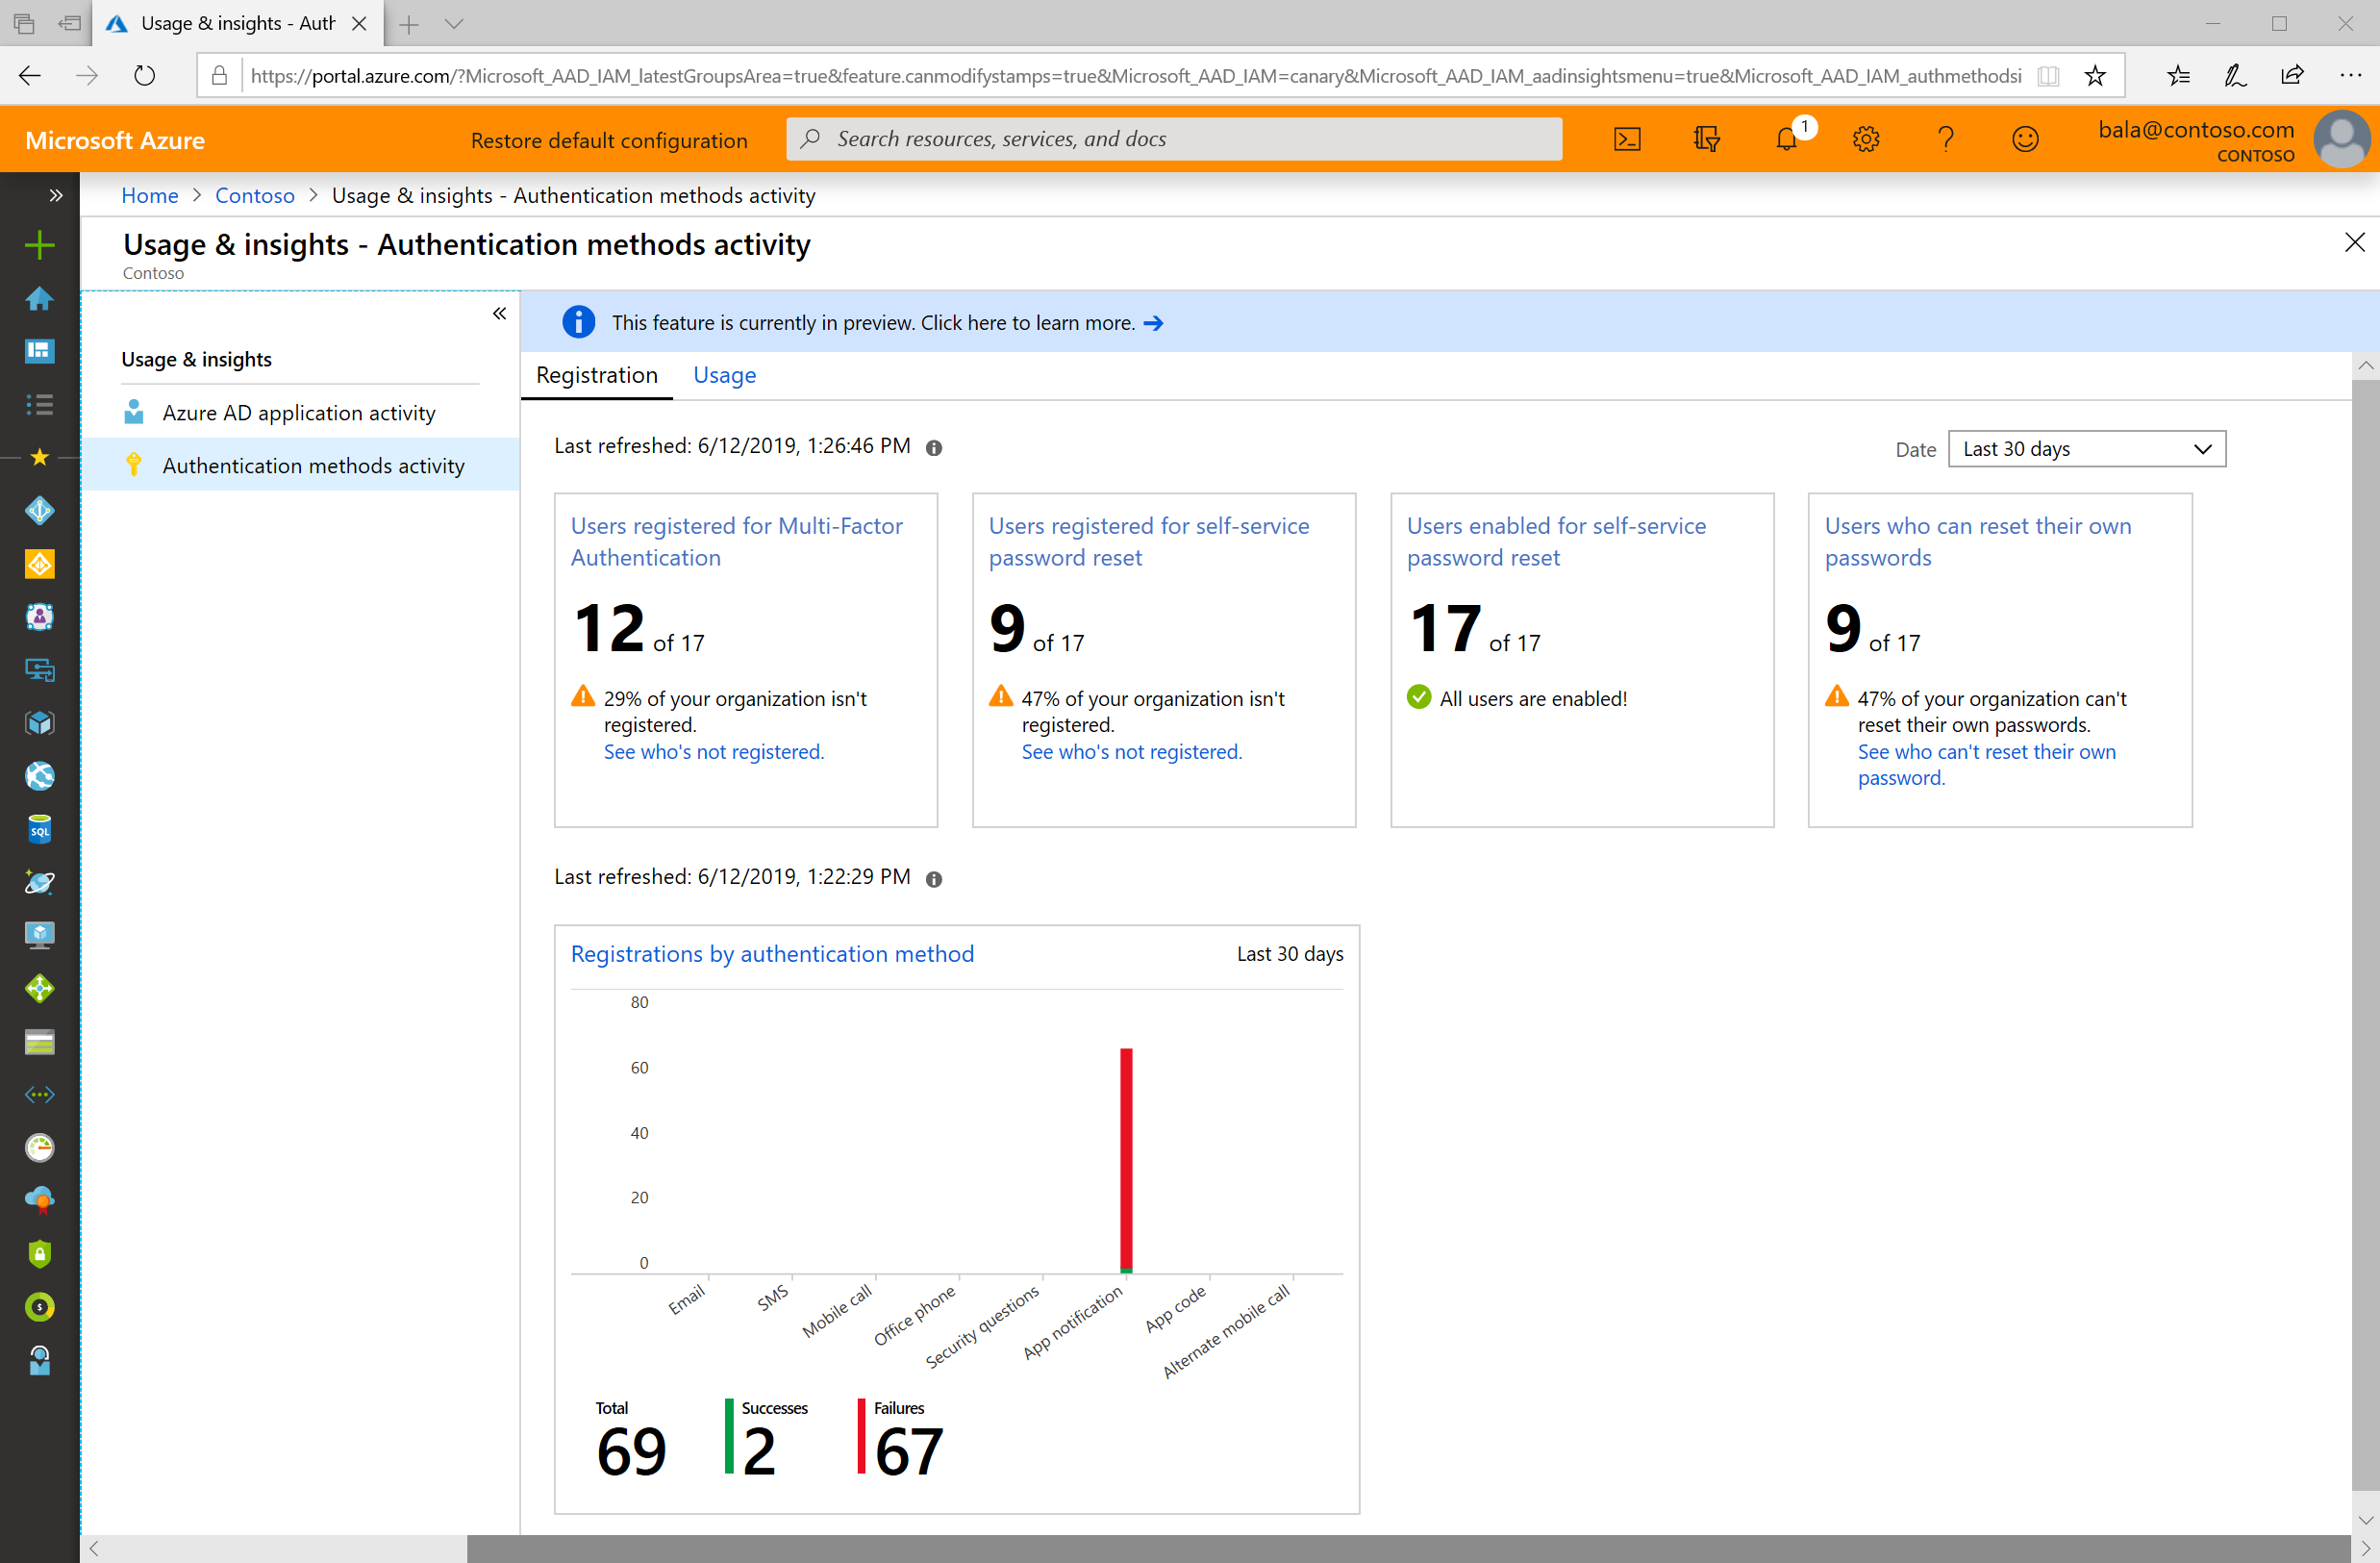 Usage & insights - Auth
https://portal.azure.com/?Microsoft_AAD_IAM_latestGroupsArea=true&feature.canmodifystamps=true&Microsoft_AAD_IAM=canary&Microsoft_AAD_IAM_aadinsightsmenu=true&Microsoft_AAD_IAM_authmethodsi
Microsoft Azure
Restore default configuration
Search resources, services, and docs
1
bala@contoso.com
CONTOSO
Home > Contoso > Usage & insights - Authentication methods activity
Usage & insights - Authentication methods activity
Contoso
This feature is currently in preview. Click here to learn more.
Usage & insights
Azure AD application activity
Authentication methods activity
SQL
Registration
Usage
Last refreshed: 6/12/2019, 1:26:46 PM
Date
Last 30 days
Users registered for Multi-Factor
Authentication
12 of 17
29% of your organization isn't
registered.
See who's not registered.
Users registered for self-service
password reset
9 of 17
47% of your organization isn't
registered.
See who's not registered.
Users enabled for self-service
password reset
17 of 17
All users are enabled!
Users who can reset their own
passwords
9 of 17
47% of your organization can't
reset their own passwords.
See who can't reset their own
password.
Last refreshed: 6/12/2019, 1:22:29 PM
Registrations by authentication method
Last 30 days
80
60
40
20
0
Email
SMS
Mobile call
Office phone
Security questions
App notification
App code
Alternate mobile call
Total
69
Successes
2
Failures
67